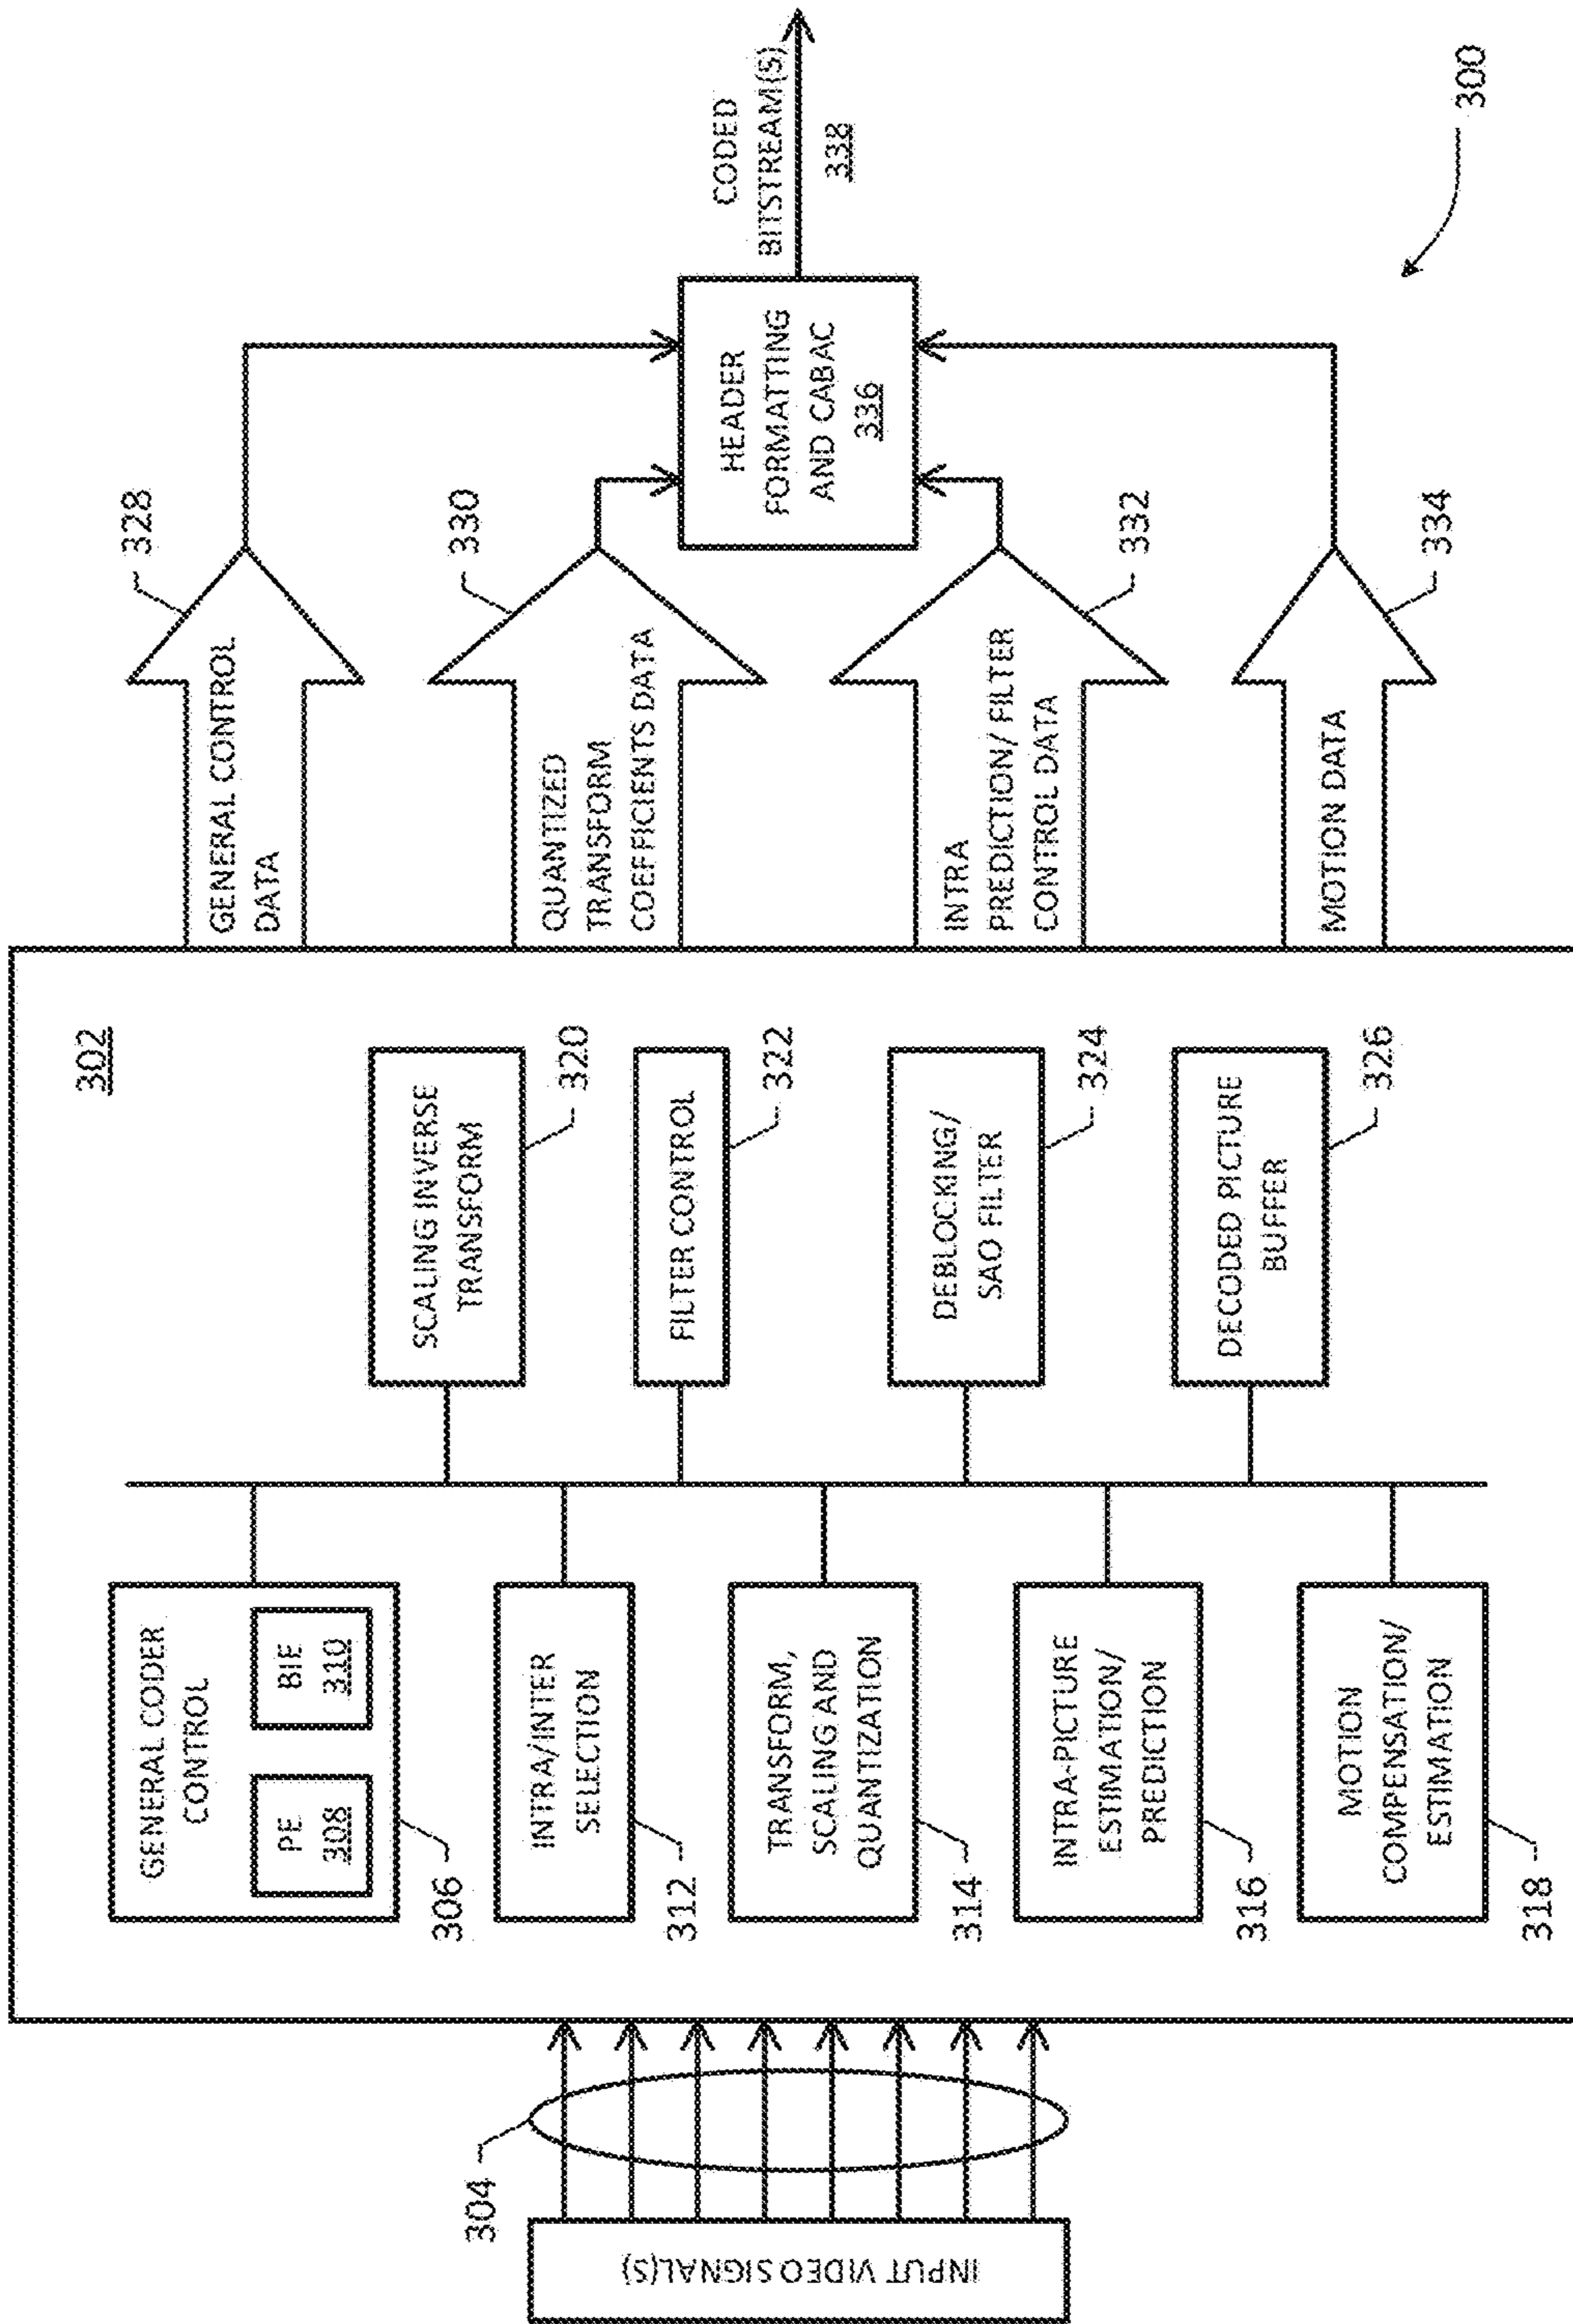 INPUT VIDEO SIGNAL(S)
304
302
GENERAL CODER
CONTROL
PE
308
BIE
310
306
INTRA/INTER
SELECTION
312
TRANSFORM,
SCALING AND
QUANTIZATION
314
INTRA-PICTURE
ESTIMATION/
PREDICTION
316
MOTION
COMPENSATION/
ESTIMATION
318
SCALING INVERSE
TRANSFORM
320
FILTER CONTROL
322
DEBLOCKING/
SAO FILTER
324
DECODED PICTURE
BUFFER
326
GENERAL CONTROL
DATA
328
QUANTIZED
TRANSFORM
COEFFICIENTS DATA
330
INTRA
PREDICTION/ FILTER
CONTROL DATA
332
MOTION DATA
334
HEADER
FORMATTING
AND CABAC
336
CODED
BITSTREAM(S)
338
300